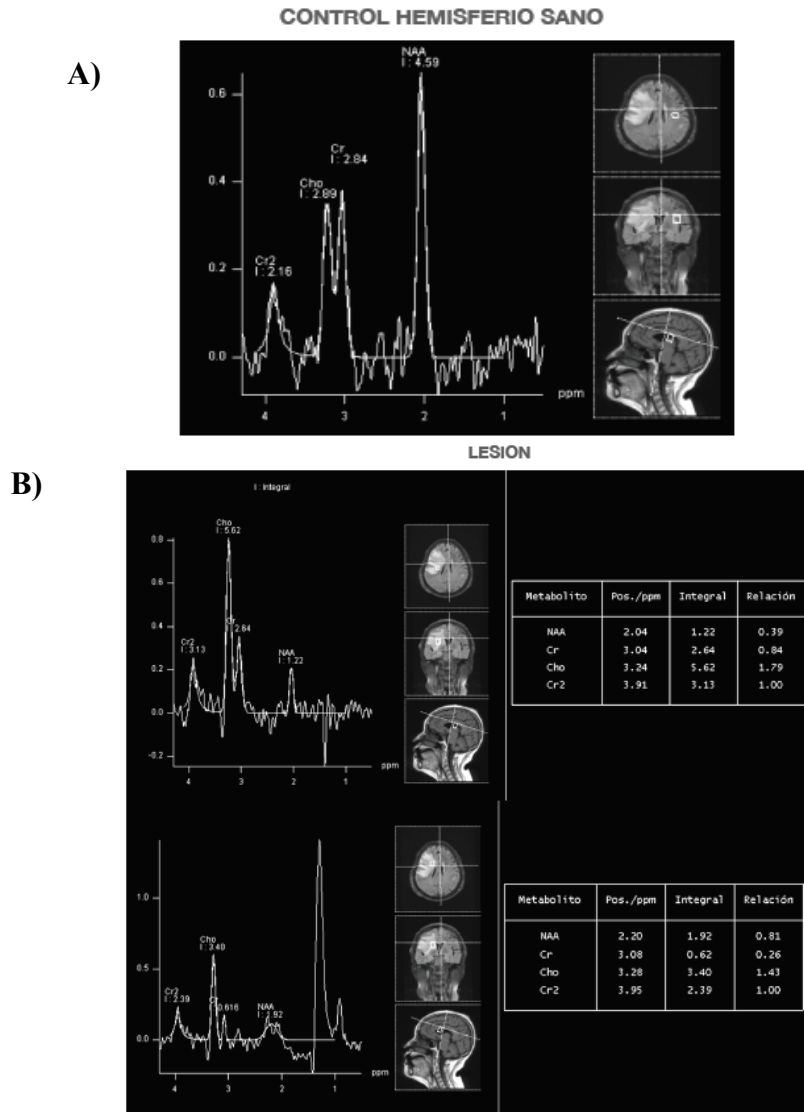 CONTROL HEMISFERIO SANO
A)
NAA
I : 4.59
Cr
I : 2.84
Cho
I : 2.89
Cr2
I : 2.16
0.6
0.4
0.2
0.0
ppm
4 3 2 1
LESION
B)
I : Integral
Cho
I : 5.62
Cr
I : 2.64
Cr2
I : 3.13
NAA
I : 1.22
0.8
0.6
0.4
0.2
0.0
-0.2
ppm
4 3 2 1
Metabolito Pos./ppm Integral Relación
NAA 2.04 1.22 0.39
Cr 3.04 2.64 0.84
Cho 3.24 5.62 1.79
Cr2 3.91 3.13 1.00
1.0
0.5
0.0
Cho
I : 3.40
Cr2
I : 2.39
0.616
NAA
I : 1.92
ppm
4 3 2 1
Metabolito Pos./ppm Integral Relación
NAA 2.20 1.92 0.81
Cr 3.08 0.62 0.26
Cho 3.28 3.40 1.43
Cr2 3.95 2.39 1.00